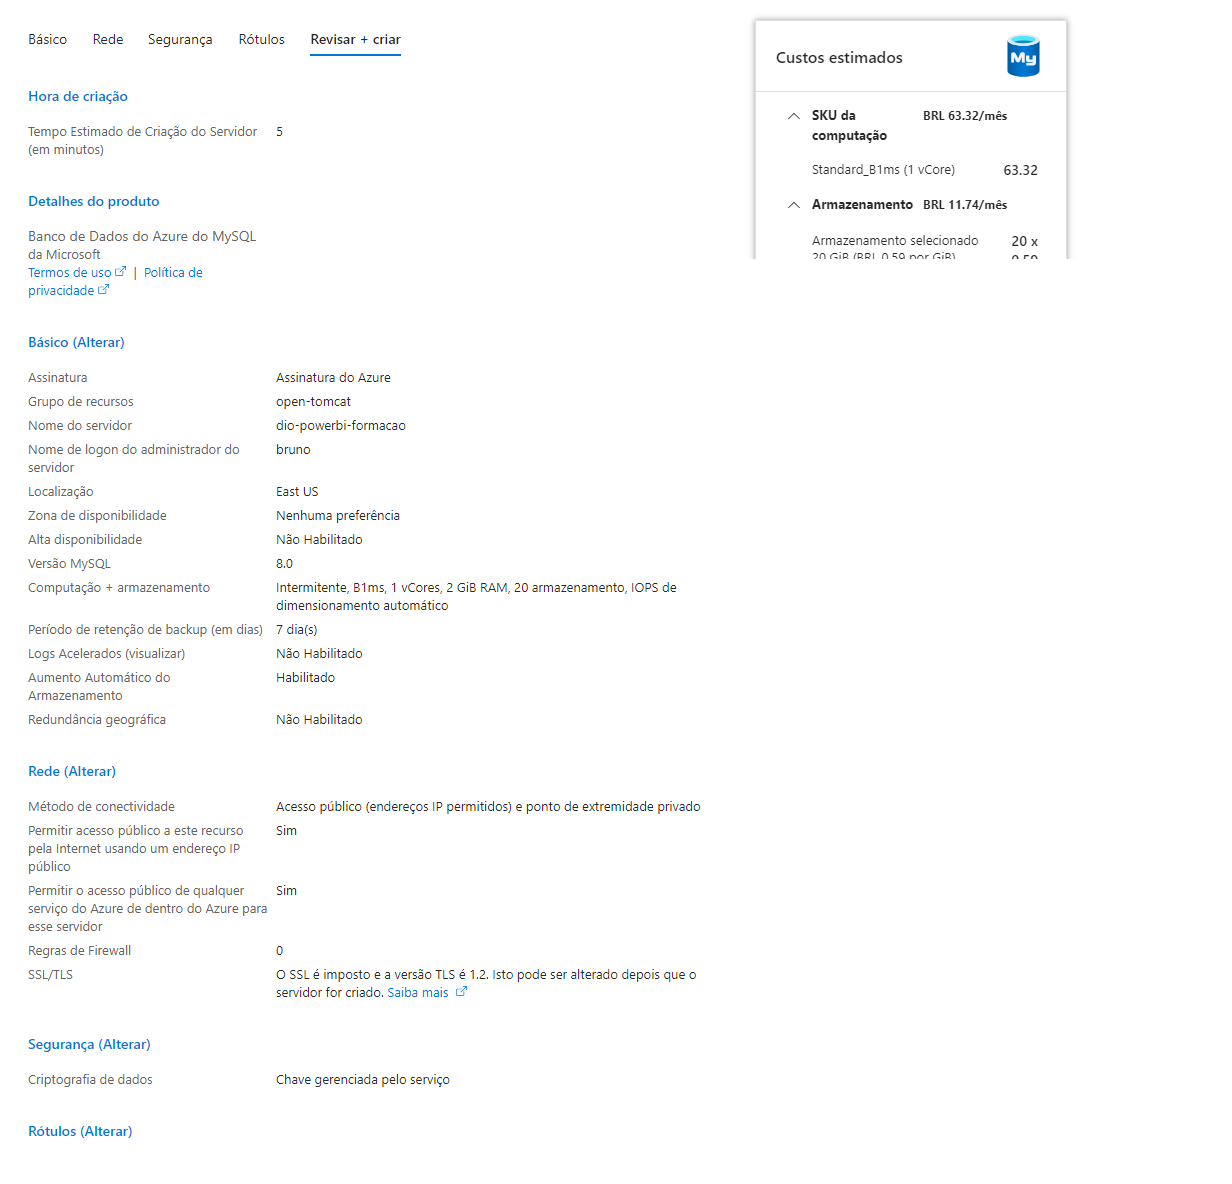 Básico Rede Segurança Rótulos Revisar + criar
Hora de criação
Tempo Estimado de Criação do Servidor 5
(em minutos)
Detalhes do produto
Banco de Dados do Azure do MySQL
da Microsoft
Termos de uso | Política de
privacidade
Básico (Alterar)
Assinatura Assinatura do Azure
Grupo de recursos open-tomcat
Nome do servidor dio-powerbi-formacao
Nome de logon do administrador do bruno
servidor
Localização East US
Zona de disponibilidade Nenhuma preferência
Alta disponibilidade Não Habilitado
Versão MySQL 8.0
Computação + armazenamento Intermitente, B1ms, 1 vCores, 2 GiB RAM, 20 armazenamento, IOPS de
dimensionamento automático
Período de retenção de backup (em dias) 7 dia(s)
Logs Acelerados (visualizar) Não Habilitado
Aumento Automático do Habilitado
Armazenamento
Redundância geográfica Não Habilitado
Rede (Alterar)
Método de conectividade Acesso público (endereços IP permitidos) e ponto de extremidade privado
Permitir acesso público a este recurso Sim
pela Internet usando um endereço IP
público
Permitir o acesso público de qualquer Sim
serviço do Azure de dentro do Azure para
esse servidor
Regras de Firewall 0
SSL/TLS O SSL é imposto e a versão TLS é 1.2. Isto pode ser alterado depois que o
servidor for criado. Saiba mais
Segurança (Alterar)
Criptografia de dados Chave gerenciada pelo serviço
Rótulos (Alterar)
Custos estimados My
SKU da BRL 63.32/mês
computação
Standard_B1ms (1 vCore) 63.32
Armazenamento BRL 11.74/mês
Armazenamento selecionado 20 x
20 GiB (BRL 0.59 por GiB) 0.59